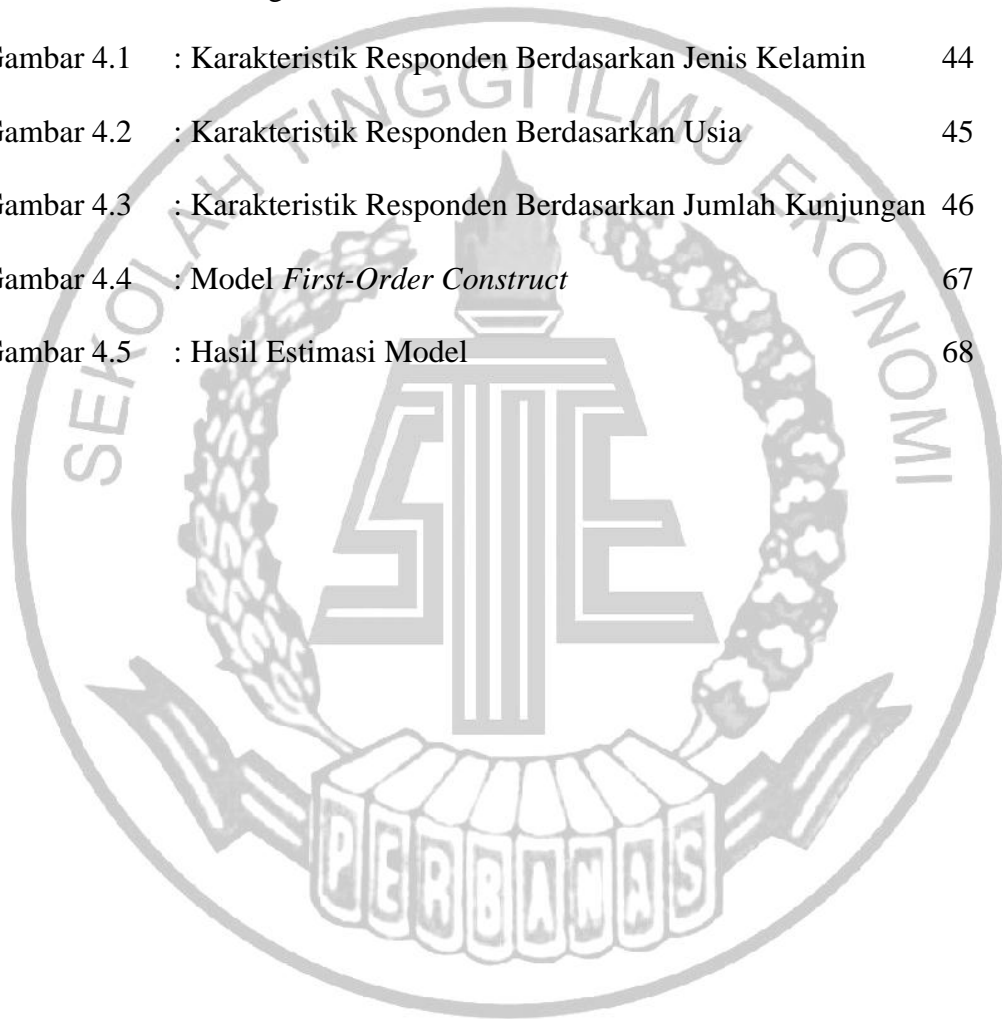 Gambar 4.1 : Karakteristik Responden Berdasarkan Jenis Kelamin 44
Gambar 4.2 : Karakteristik Responden Berdasarkan Usia 45
Gambar 4.3 : Karakteristik Responden Berdasarkan Jumlah Kunjungan 46
Gambar 4.4 : Model First-Order Construct 67
Gambar 4.5 : Hasil Estimasi Model 68
SEKOLAH TINGGI ILMU EKONOMI
STIE
PERBANAS